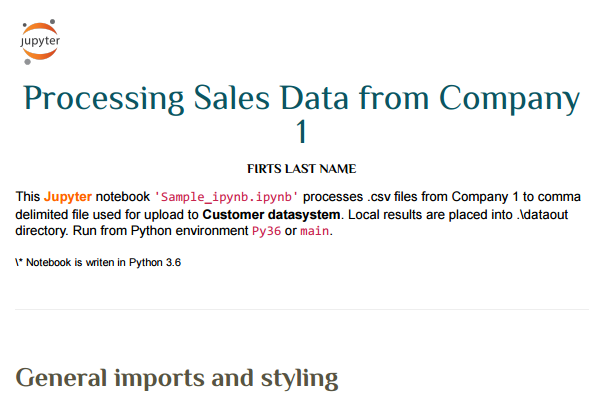 jupyter
Processing Sales Data from Company
1
FIRTS LAST NAME
This Jupyter notebook 'Sample_ipynb.ipynb' processes .csv files from Company 1 to comma
delimited file used for upload to Customer datasystem. Local results are placed into .\dataout
directory. Run from Python environment Py36 or main.
\* Notebook is writen in Python 3.6
General imports and styling